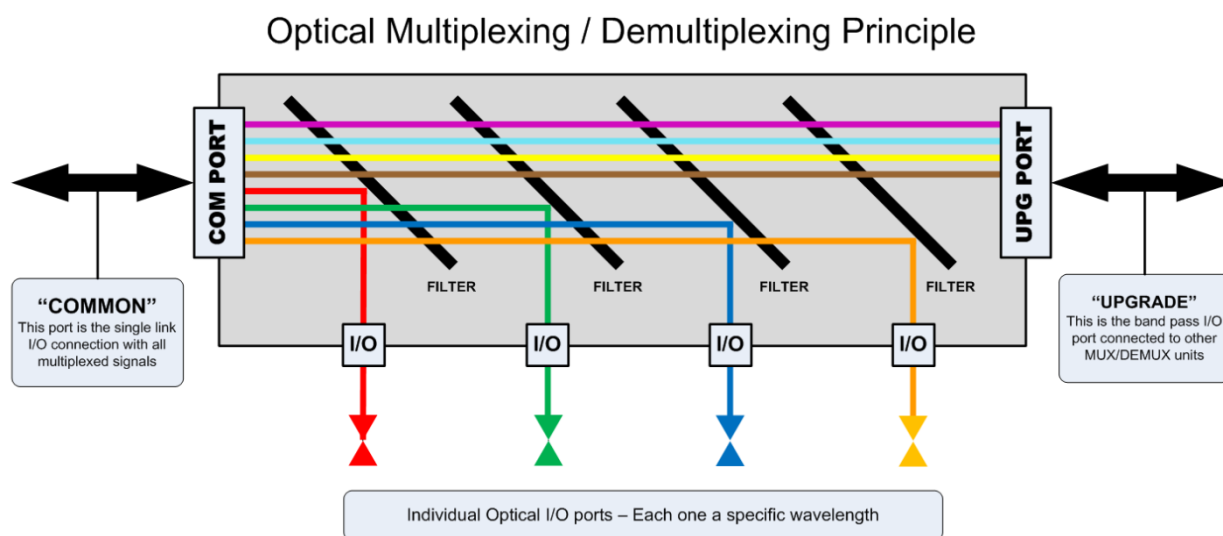 Optical Multiplexing / Demultiplexing Principle
COM PORT
UPG PORT
FILTER
FILTER
FILTER
FILTER
“COMMON”
This port is the single link
I/O connection with all
multiplexed signals
“UPGRADE”
This is the band pass I/O
port connected to other
MUX/DEMUX units
I/O
I/O
I/O
I/O
Individual Optical I/O ports – Each one a specific wavelength